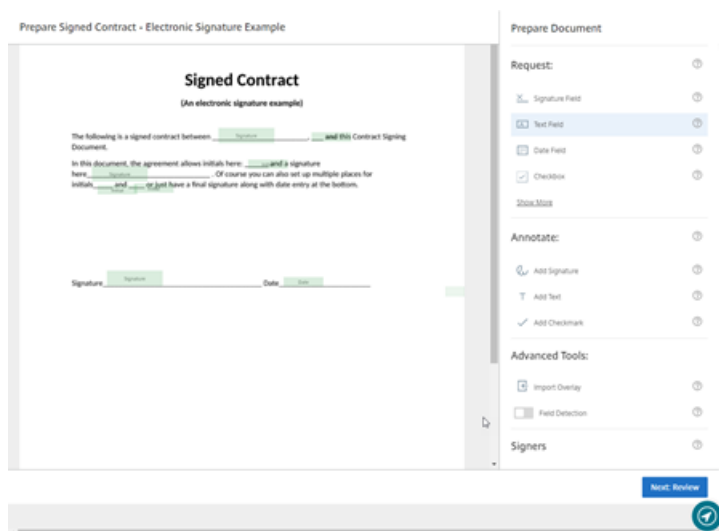 Prepare Signed Contract - Electronic Signature Example
Signed Contract
(An electronic signature example)
The following is a signed contract between Signature , and this Contract Signing
Document.
In this document, the agreement allows initials here: and a signature
here Signature . Of course you can also set up multiple places for
initials and or just have a final signature along with date entry at the bottom.
Signature Signature Date Date
Prepare Document
Request:
Signature Field
Text Field
Date Field
Checkbox
Show More
Annotate:
Add Signature
T Add Text
Add Checkmark
Advanced Tools:
Import Overlay
Field Detection
Signers
Next: Review